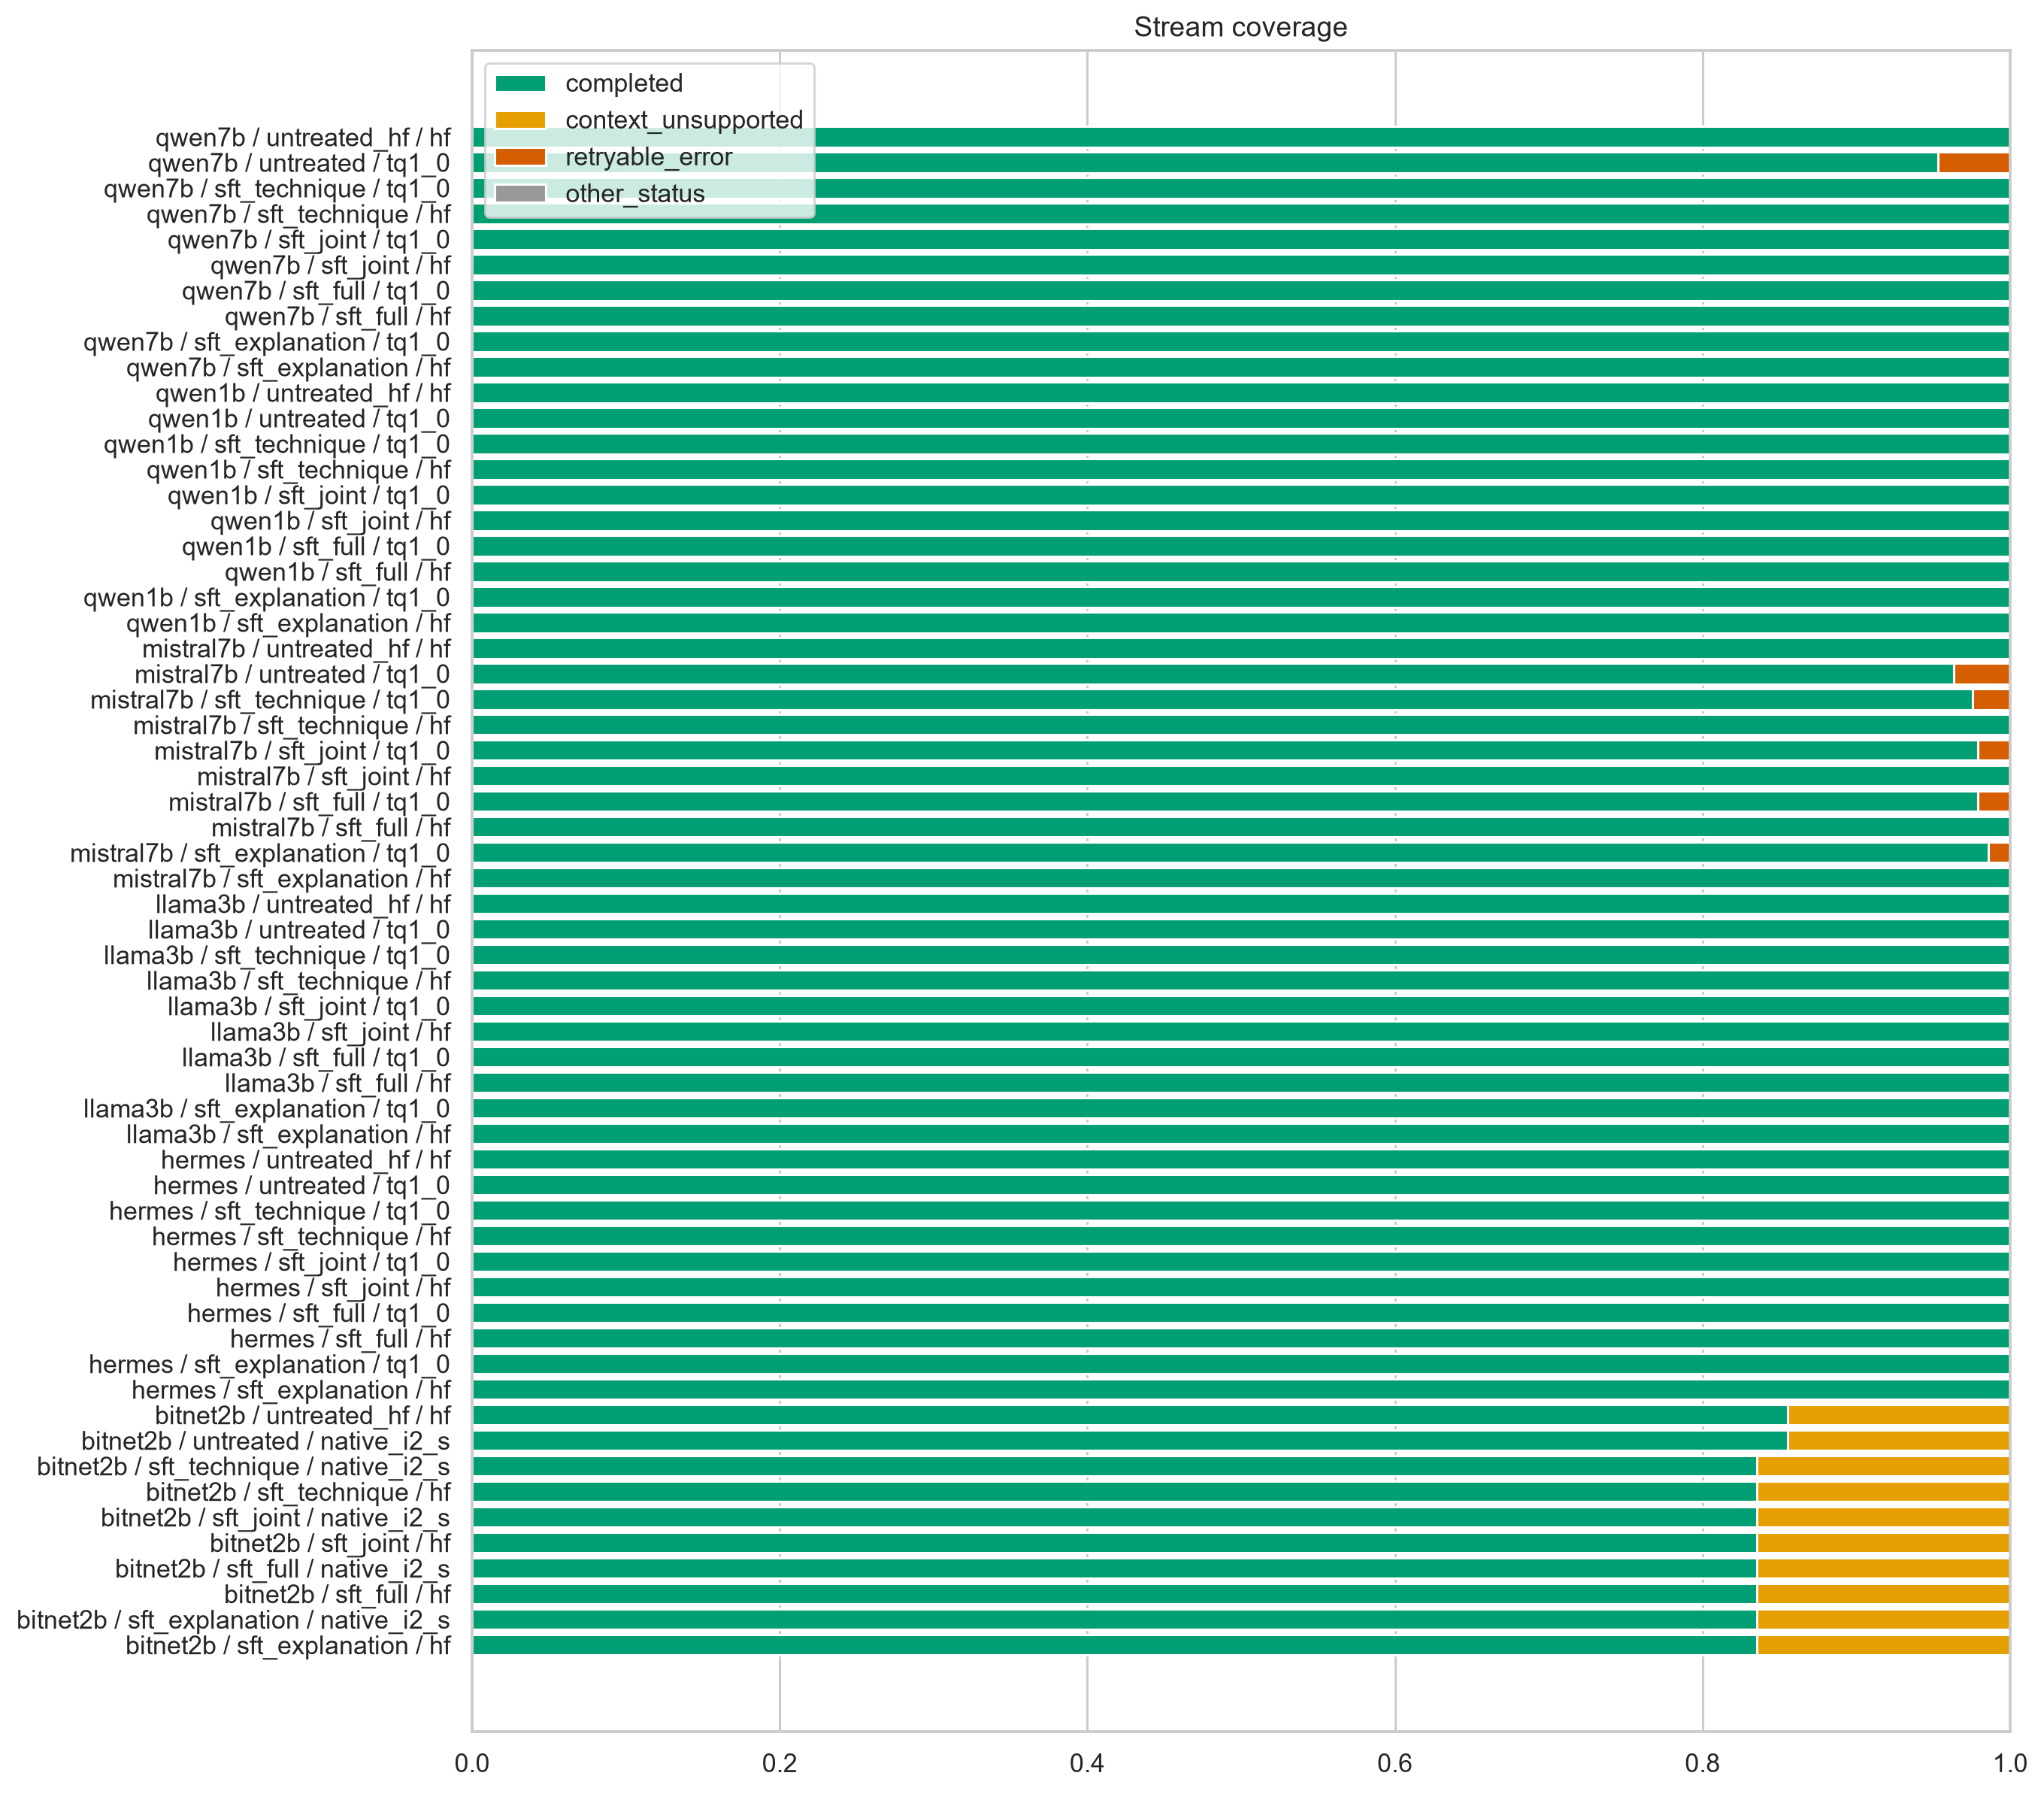 Stream coverage
completed
context_unsupported
retryable_error
other_status
qwen7b / untreated_hf / hf
qwen7b / untreated / tq1_0
qwen7b / sft_technique / tq1_0
qwen7b / sft_technique / hf
qwen7b / sft_joint / tq1_0
qwen7b / sft_joint / hf
qwen7b / sft_full / tq1_0
qwen7b / sft_full / hf
qwen7b / sft_explanation / tq1_0
qwen7b / sft_explanation / hf
qwen1b / untreated_hf / hf
qwen1b / untreated / tq1_0
qwen1b / sft_technique / tq1_0
qwen1b / sft_technique / hf
qwen1b / sft_joint / tq1_0
qwen1b / sft_joint / hf
qwen1b / sft_full / tq1_0
qwen1b / sft_full / hf
qwen1b / sft_explanation / tq1_0
qwen1b / sft_explanation / hf
mistral7b / untreated_hf / hf
mistral7b / untreated / tq1_0
mistral7b / sft_technique / tq1_0
mistral7b / sft_technique / hf
mistral7b / sft_joint / tq1_0
mistral7b / sft_joint / hf
mistral7b / sft_full / tq1_0
mistral7b / sft_full / hf
mistral7b / sft_explanation / tq1_0
mistral7b / sft_explanation / hf
llama3b / untreated_hf / hf
llama3b / untreated / tq1_0
llama3b / sft_technique / tq1_0
llama3b / sft_technique / hf
llama3b / sft_joint / tq1_0
llama3b / sft_joint / hf
llama3b / sft_full / tq1_0
llama3b / sft_full / hf
llama3b / sft_explanation / tq1_0
llama3b / sft_explanation / hf
hermes / untreated_hf / hf
hermes / untreated / tq1_0
hermes / sft_technique / tq1_0
hermes / sft_technique / hf
hermes / sft_joint / tq1_0
hermes / sft_joint / hf
hermes / sft_full / tq1_0
hermes / sft_full / hf
hermes / sft_explanation / tq1_0
hermes / sft_explanation / hf
bitnet2b / untreated_hf / hf
bitnet2b / untreated / native_i2_s
bitnet2b / sft_technique / native_i2_s
bitnet2b / sft_technique / hf
bitnet2b / sft_joint / native_i2_s
bitnet2b / sft_joint / hf
bitnet2b / sft_full / native_i2_s
bitnet2b / sft_full / hf
bitnet2b / sft_explanation / native_i2_s
bitnet2b / sft_explanation / hf
0.0 0.2 0.4 0.6 0.8 1.0